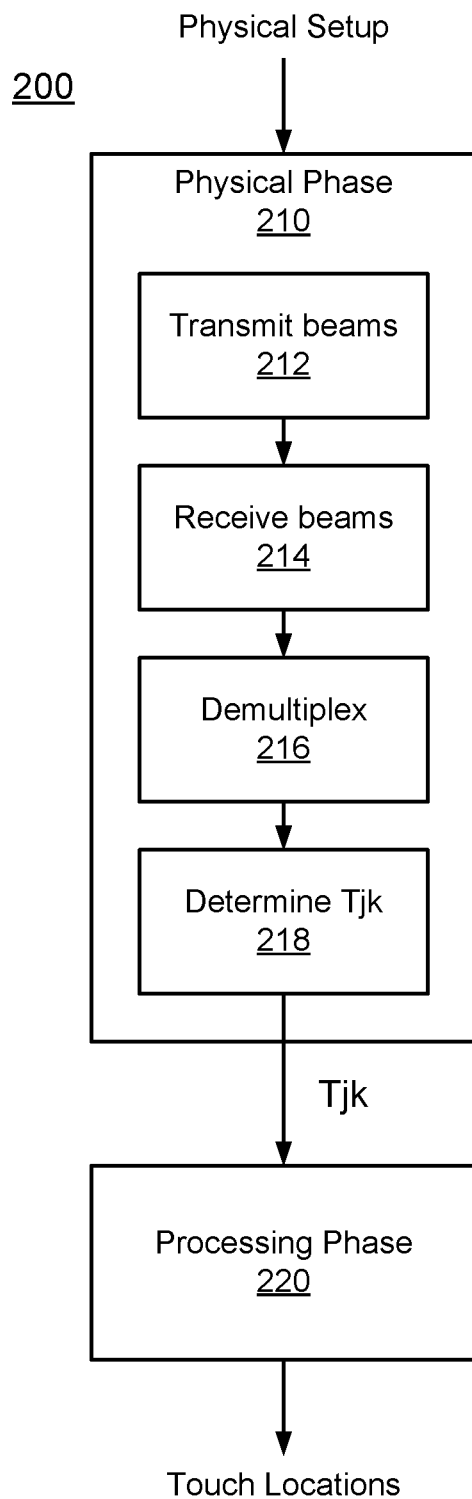 Physical Setup
200
Physical Phase
210
Transmit beams
212
Receive beams
214
Demultiplex
216
Determine Tjk
218
Tjk
Processing Phase
220
Touch Locations